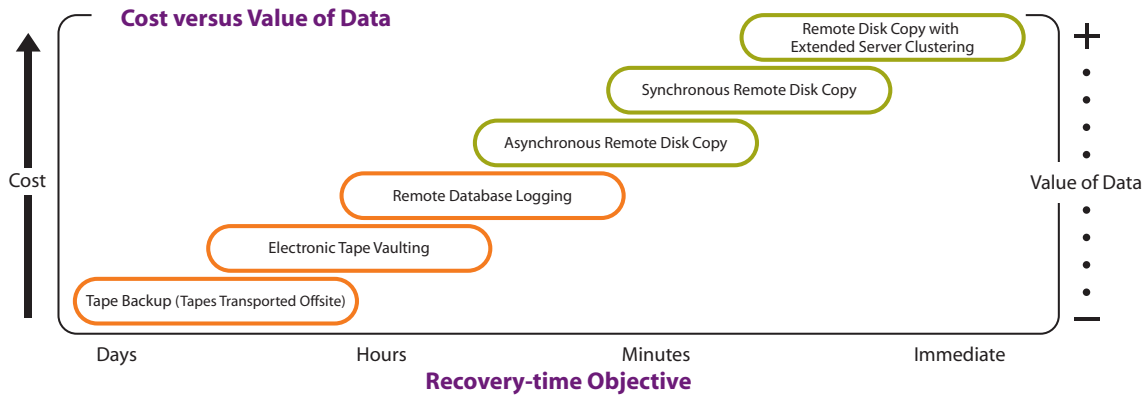 Cost versus Value of Data
Remote Disk Copy with
Extended Server Clustering
Synchronous Remote Disk Copy
Asynchronous Remote Disk Copy
Cost
Value of Data
Remote Database Logging
Electronic Tape Vaulting
Tape Backup (Tapes Transported Offsite)
Days Hours Minutes Immediate
Recovery-time Objective